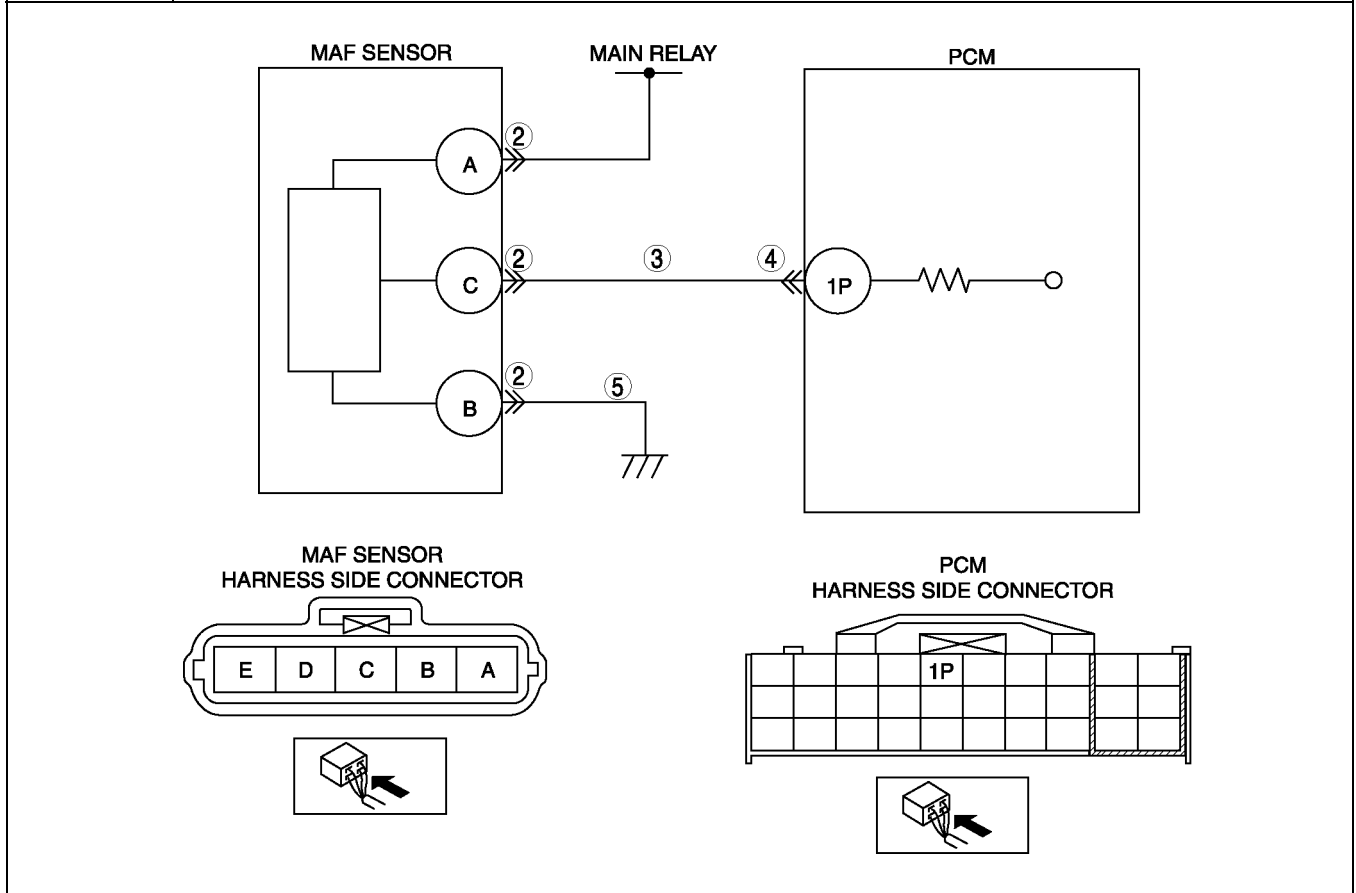 MAF SENSOR
MAIN RELAY
PCM
A
2
C
2
3
4
1P
B
2
5
MAF SENSOR
HARNESS SIDE CONNECTOR
E D C B A
PCM
HARNESS SIDE CONNECTOR
1P